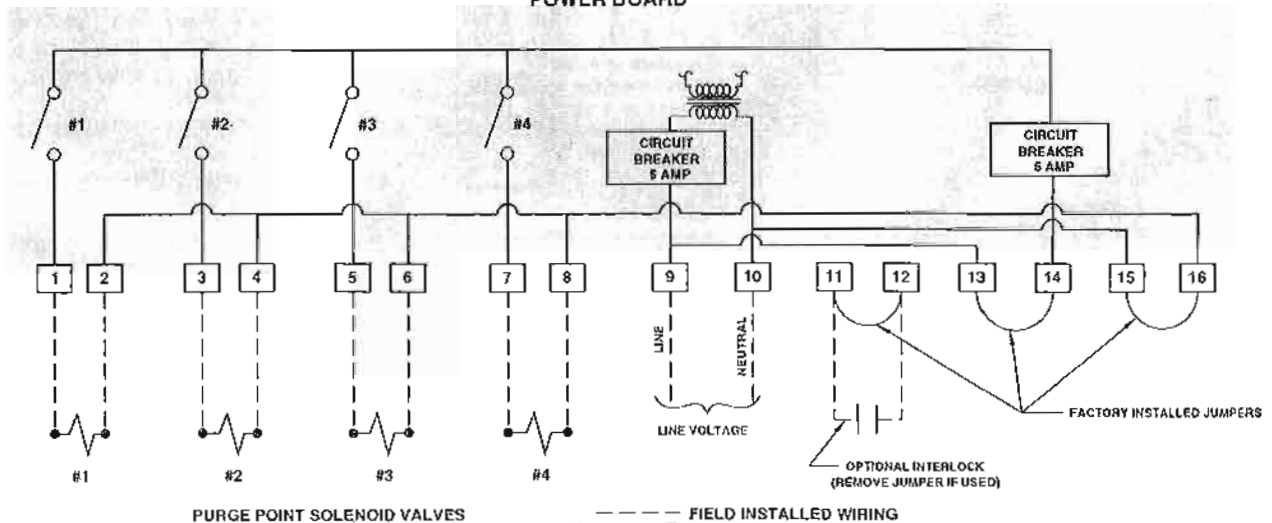 POWER BOARD
#1
#2
#3
#4
CIRCUIT
BREAKER
5 AMP
CIRCUIT
BREAKER
5 AMP
1 2 3 4 5 6 7 8 9 10 11 12 13 14 15 16
LINE
NEUTRAL
LINE VOLTAGE
FACTORY INSTALLED JUMPERS
#1
#2
#3
#4
OPTIONAL INTERLOCK
(REMOVE JUMPER IF USED)
PURGE POINT SOLENOID VALVES
FIELD INSTALLED WIRING